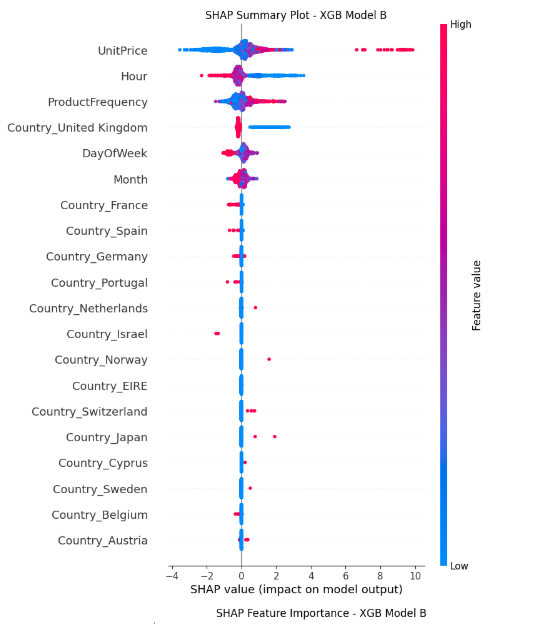 SHAP Summary Plot - XGB Model B
High
UnitPrice
Hour
ProductFrequency
Country_United Kingdom
DayOfWeek
Month
Country_France
Country_Spain
Country_Germany
Country_Portugal
Country_Netherlands
Country_Israel
Country_Norway
Country_EIRE
Country_Switzerland
Country_Japan
Country_Cyprus
Country_Sweden
Country_Belgium
Country_Austria
Feature value
Low
−4 −2 0 2 4 6 8 10
SHAP value (impact on model output)
SHAP Feature Importance - XGB Model B